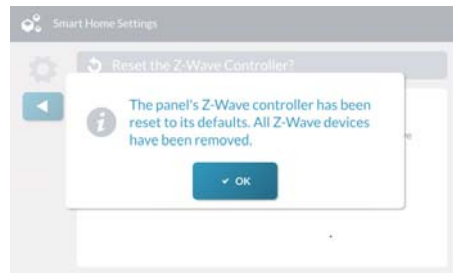 Smart Home Settings
Reset the Z-Wave Controller?
The panel's Z-Wave controller has been
reset to its defaults. All Z-Wave devices
have been removed.
OK